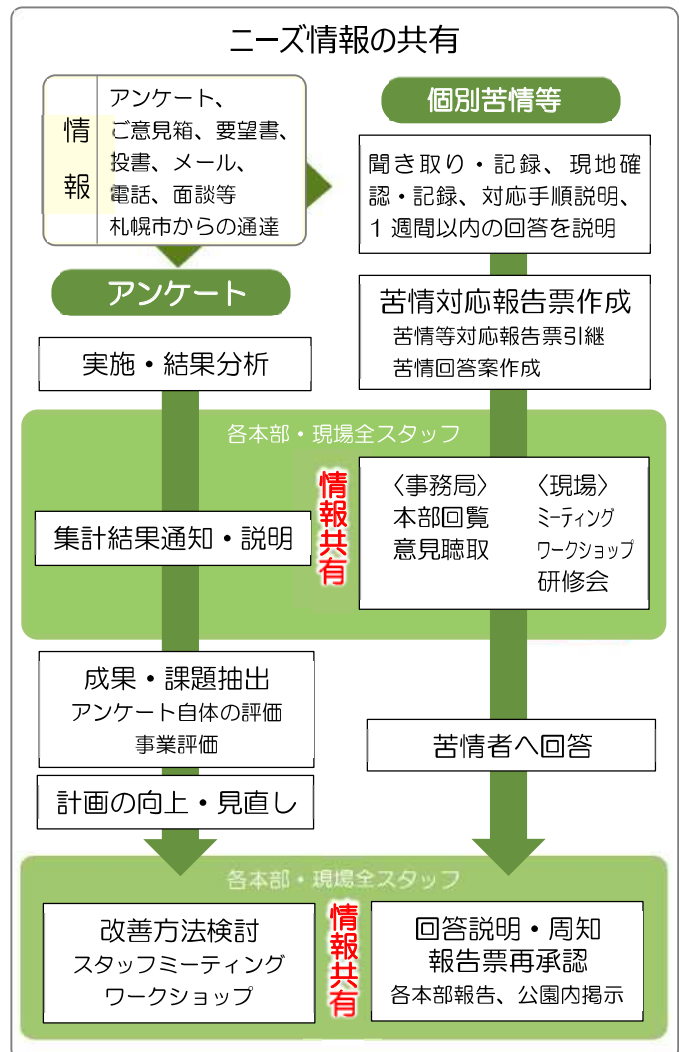 ニーズ情報の共有
情報
アンケート、
ご意見箱、要望書、
投書、メール、
電話、面談等
札幌市からの通達
個別苦情等
聞き取り・記録、現地確
認・記録、対応手順説明、
1 週間以内の回答を説明
アンケート
苦情対応報告票作成
苦情等対応報告票引継
苦情回答案作成
実施・結果分析
各本部・現場全スタッフ
集計結果通知・説明
情報共有
〈事務局〉
本部回覧
意見聴取
〈現場〉
ミーティング
ワークショップ
研修会
成果・課題抽出
アンケート自体の評価
事業評価
苦情者へ回答
計画の向上・見直し
各本部・現場全スタッフ
改善方法検討
スタッフミーティング
ワークショップ
情報共有
回答説明・周知
報告票再承認
各本部報告、公園内掲示